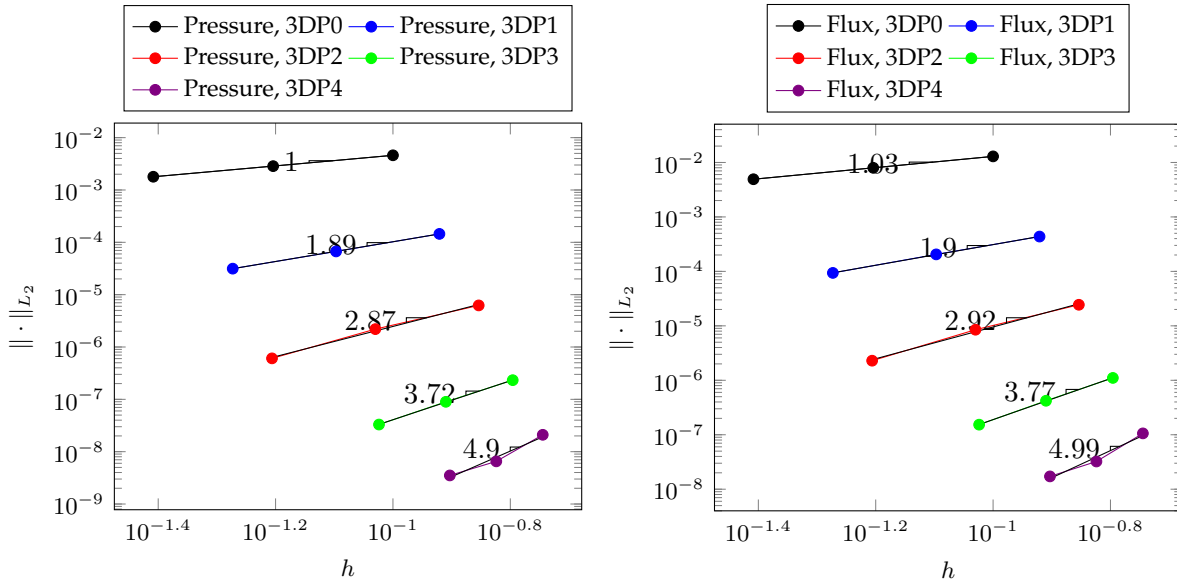 Pressure, 3DP0 Pressure, 3DP1
Pressure, 3DP2 Pressure, 3DP3
Pressure, 3DP4
10^−2
10^−3
10^−4
10^−5
10^−6
10^−7
10^−8
10^−9
1
1.89
2.87
3.72
4.9
10^−1.4 10^−1.2 10^−1 10^−0.8
h
∥ · ∥_{L_2}
Flux, 3DP0 Flux, 3DP1
Flux, 3DP2 Flux, 3DP3
Flux, 3DP4
10^−2
10^−3
10^−4
10^−5
10^−6
10^−7
10^−8
1.03
1.9
2.92
3.77
4.99
10^−1.4 10^−1.2 10^−1 10^−0.8
h
∥ · ∥_{L_2}